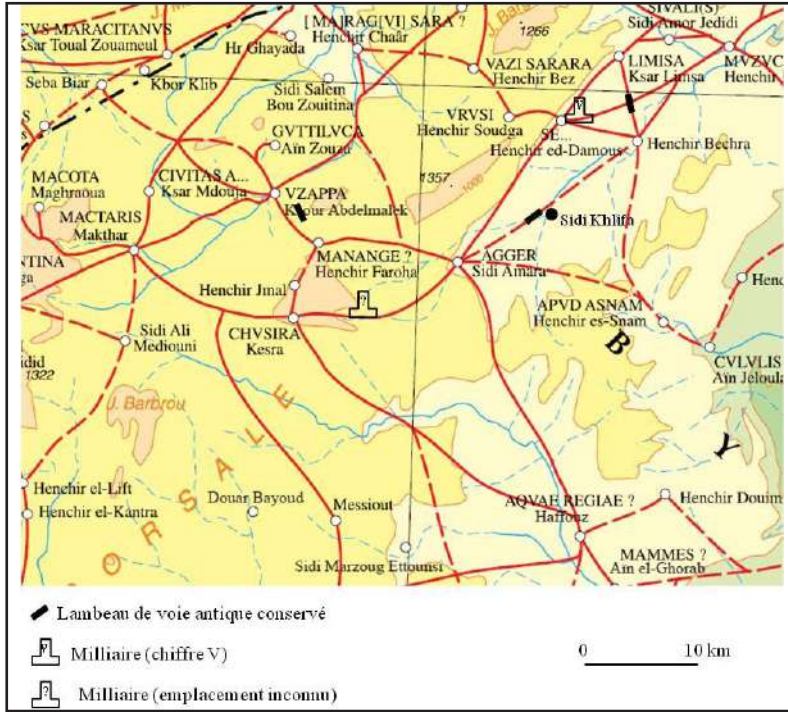 CVS MARACITANVS
Ksar Toual Zouameul
Hr Ghayada
[MA]RAG[VI] SARA ?
Henchir Chaâr
1266
SIVALI(S)
Sidi Amor Jedidi
Seba Biar
Kbor Klib
Sidi Salem
Bou Zouitina
VAZI SARARA
Henchir Bez
LIMISA
Ksar Limsa
MVZVC
Henchir
GVTTILVCA
Aïn Zouza
VRVSI
Henchir Soudga
V
SE...
Henchir ed-Damous
Henchir Bechra
MACOTA
Maghraoua
CIVITAS A...
Ksar Mdouja
VZAPPA
Ksour Abdelmalek
1357
1000
Sidi Khlifa
MACTARIS
Makthar
MANANGE ?
Henchir Faroha
AGGER
Sidi Amara
NTINA
ga
Henchir Jmal
?
APVD ASNAM
Henchir es-Snam
Henc
CHVSIRA
Kesra
Sidi Ali
Mediouni
B
CVLVLIS
Aïn Jeloula
didid
1322
J. Barbrou
Y
O R S A L E
Henchir el-Lift
Henchir el-Kantra
Douar Bayoud
Messiout
AQVAE REGIAE ?
Haffouz
Henchir Douim
Sidi Marzoug Ettounsi
MAMMES ?
Aïn el-Ghorab
Lambeau de voie antique conservé
V Milliaire (chiffre V)
0 10 km
? Milliaire (emplacement inconnu)